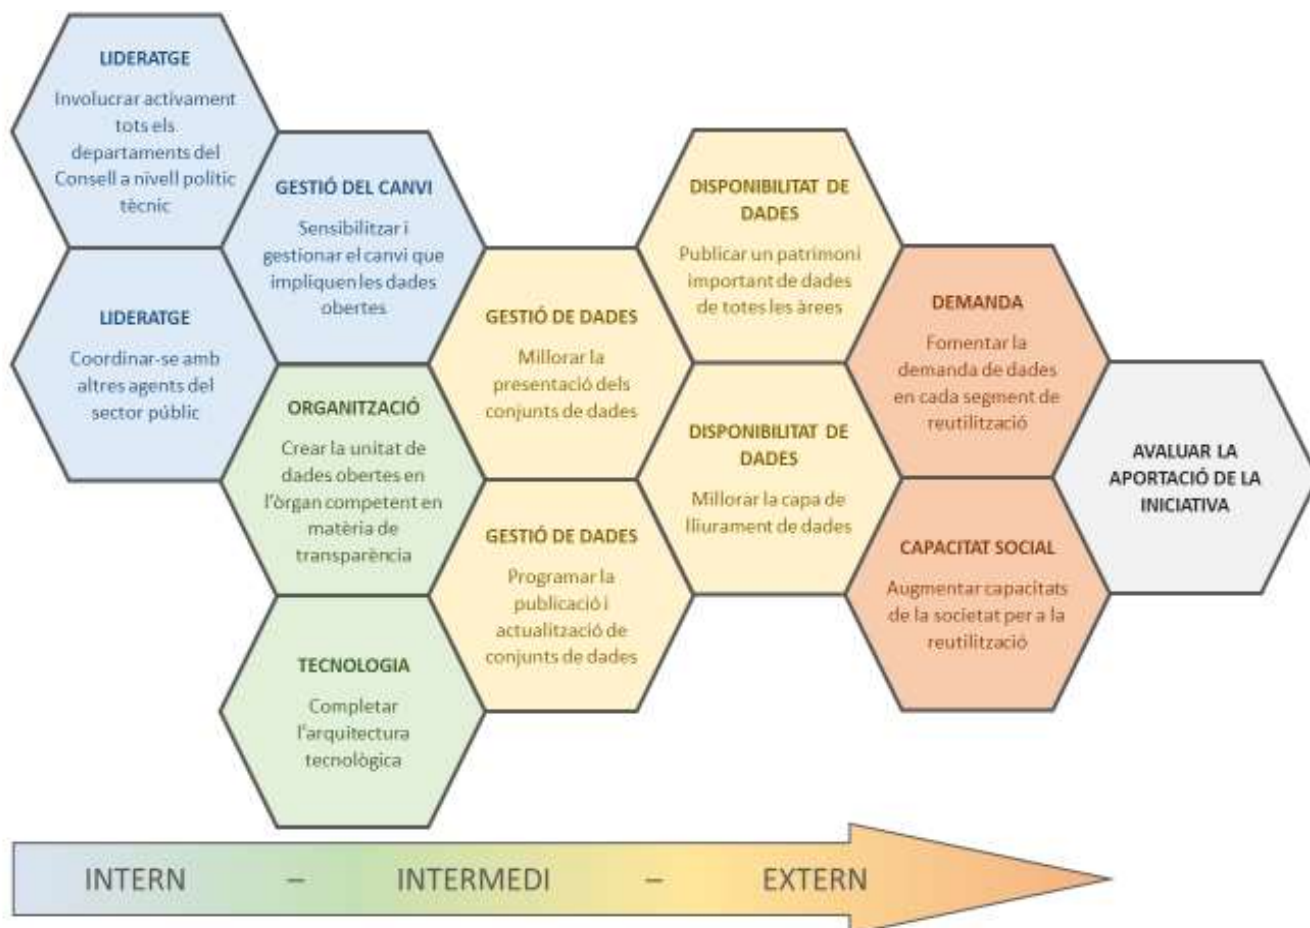 LIDERATGE
Involucrar activament
tots els
departaments del
Consell a nivell polític
tècnic
LIDERATGE
Coordinar-se amb
altres agents del
sector públic
GESTIÓ DEL CANVI
Sensibilitzar i
gestionar el canvi que
impliquen les dades
obertes
ORGANITZACIÓ
Crear la unitat de
dades obertes en
l'òrgan competent en
matèria de
transparència
TECNOLOGIA
Completar
l'arquitectura
tecnològica
GESTIÓ DE DADES
Millorar la
presentació dels
conjunts de dades
GESTIÓ DE DADES
Programar la
publicació i
actualització de
conjunts de dades
DISPONIBILITAT DE
DADES
Publicar un patrimoni
important de dades
de totes les àrees
DISPONIBILITAT DE
DADES
Millorar la capa de
lliurament de dades
DEMANDA
Fomentar la
demanda de dades
en cada segment de
reutilització
CAPACITAT SOCIAL
Augmentar capacitats
de la societat per a la
reutilització
AVALUAR LA
APORTACIÓ DE LA
INICIATIVA
INTERN – INTERMEDI – EXTERN